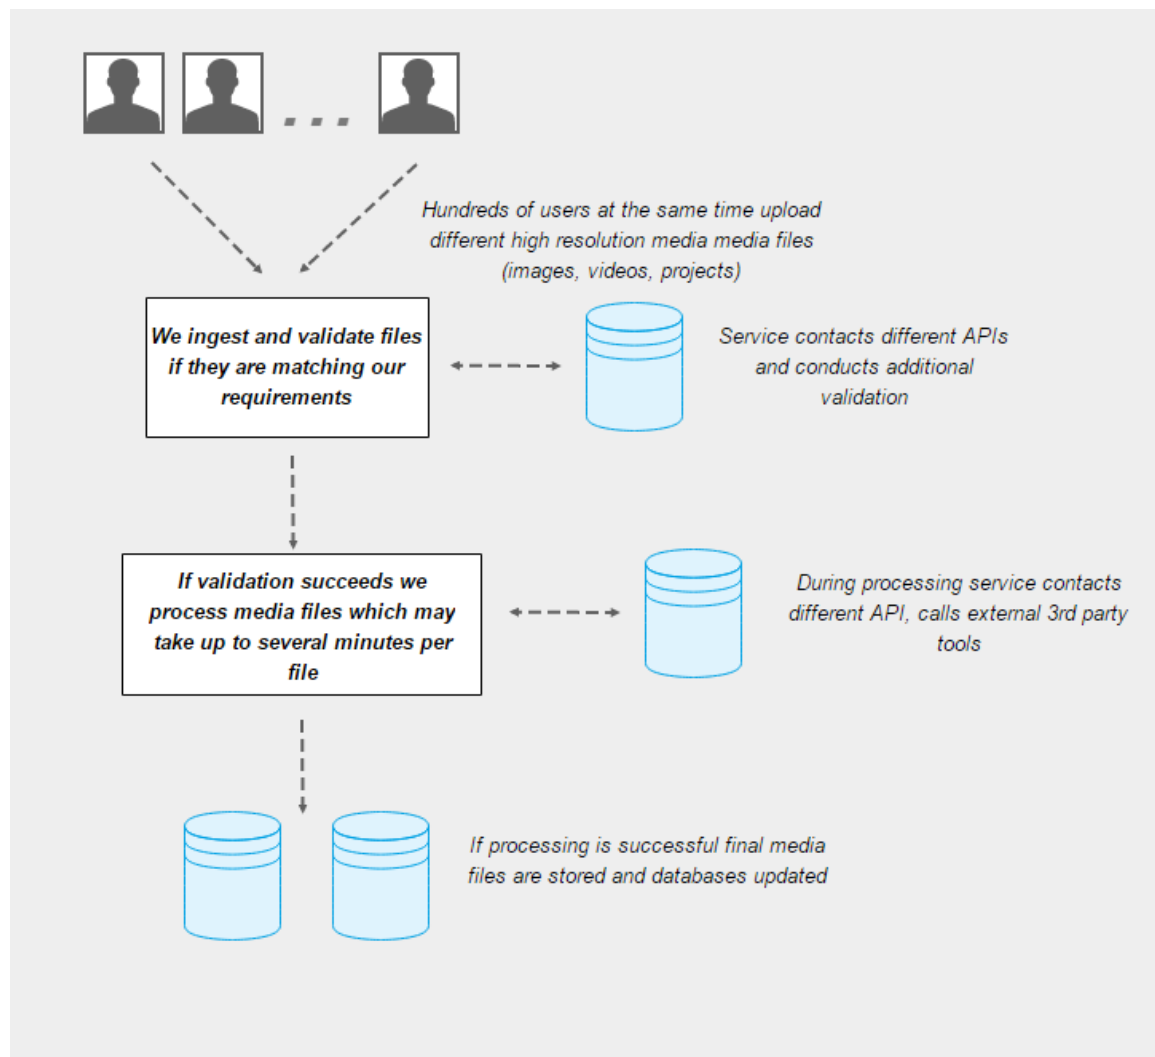 ...
Hundreds of users at the same time upload
different high resolution media media files
(images, videos, projects)
We ingest and validate files
if they are matching our
requirements
Service contacts different APIs
and conducts additional
validation
If validation succeeds we
process media files which may
take up to several minutes per
file
During processing service contacts
different API, calls external 3rd party
tools
If processing is successful final media
files are stored and databases updated